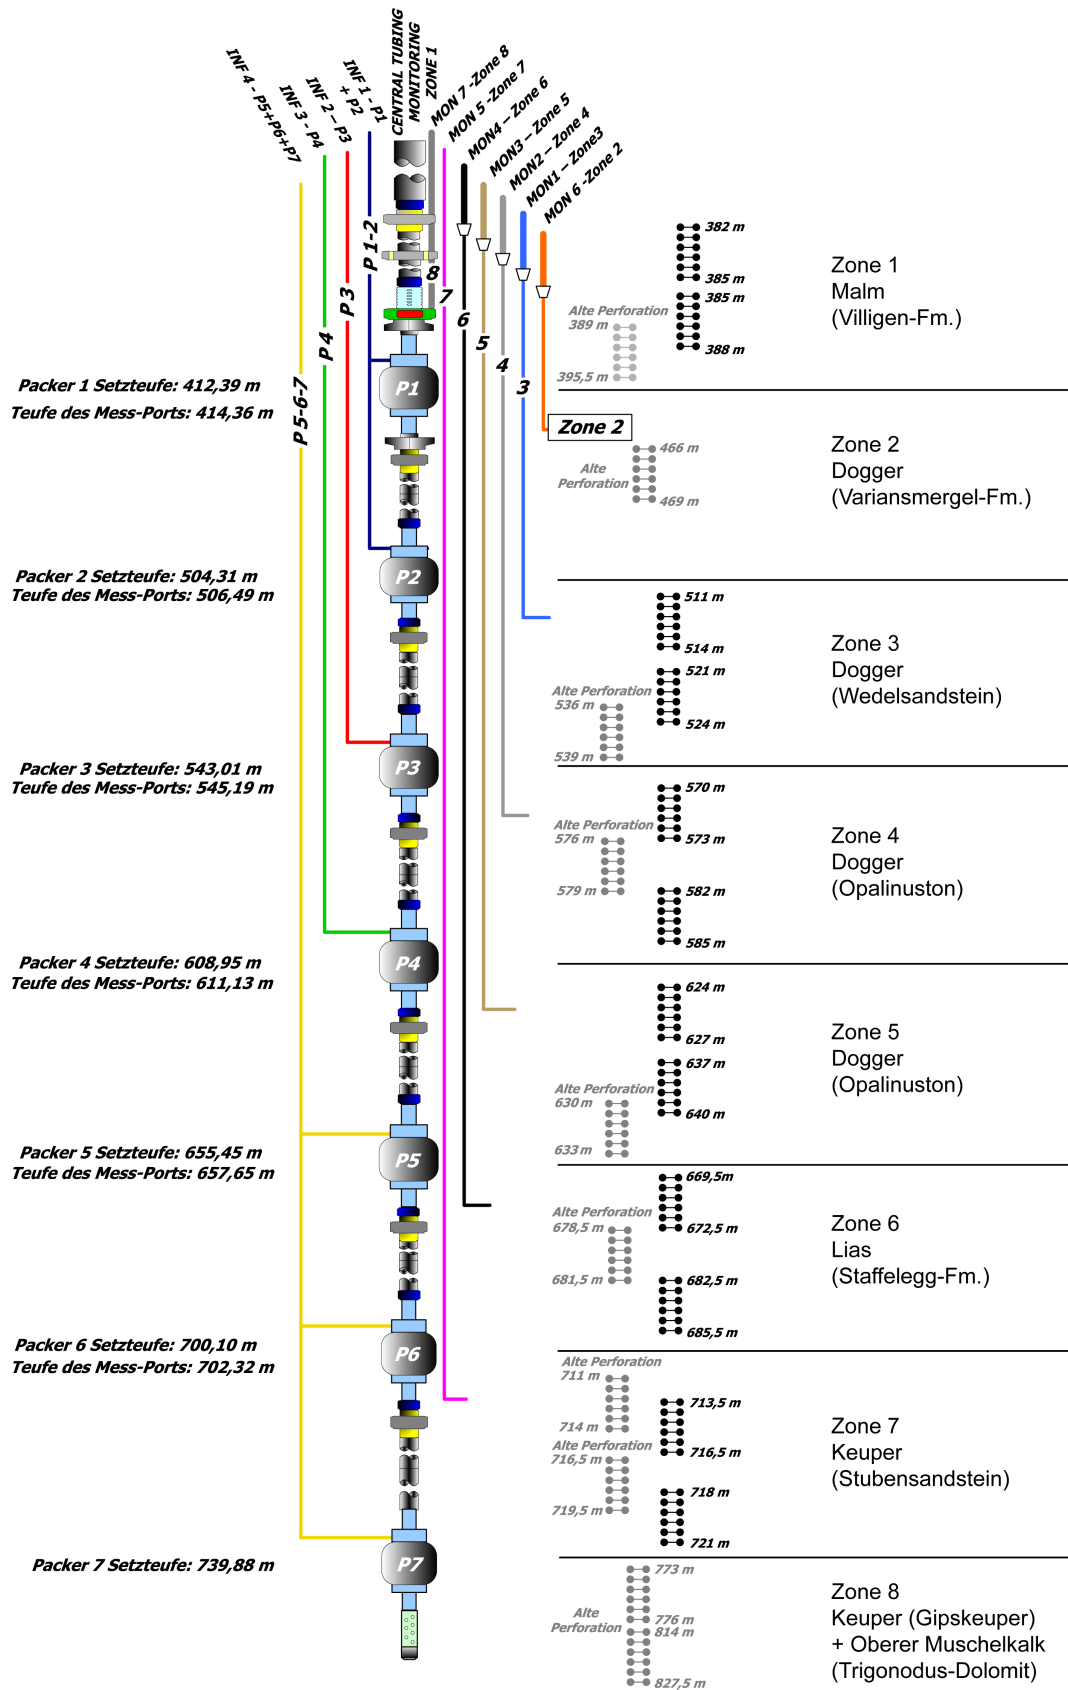 INF 4 - P5+P6+P7
INF 3 - P4
INF 2 – P3
INF 1 - P1
+ P2
CENTRAL TUBING
MONITORING
ZONE 1
MON 7 -Zone 8
MON 5 -Zone 7
MON4 – Zone 6
MON3 – Zone 5
MON2 – Zone 4
MON1 – Zone3
MON 6 -Zone 2
P 5-6-7
P 4
P 3
P 1-2
8
7
6
5
4
3
382 m
385 m
385 m
388 m
Alte Perforation
389 m
395,5 m
Zone 1
Malm
(Villigen-Fm.)
Packer 1 Setzteufe: 412,39 m
Teufe des Mess-Ports: 414,36 m
P1
Zone 2
466 m
Alte
Perforation
469 m
Zone 2
Dogger
(Variansmergel-Fm.)
Packer 2 Setzteufe: 504,31 m
Teufe des Mess-Ports: 506,49 m
P2
511 m
514 m
521 m
524 m
Alte Perforation
536 m
539 m
Zone 3
Dogger
(Wedelsandstein)
Packer 3 Setzteufe: 543,01 m
Teufe des Mess-Ports: 545,19 m
P3
570 m
573 m
Alte Perforation
576 m
579 m
582 m
585 m
Zone 4
Dogger
(Opalinuston)
Packer 4 Setzteufe: 608,95 m
Teufe des Mess-Ports: 611,13 m
P4
624 m
627 m
637 m
640 m
Alte Perforation
630 m
633 m
Zone 5
Dogger
(Opalinuston)
Packer 5 Setzteufe: 655,45 m
Teufe des Mess-Ports: 657,65 m
P5
669,5m
672,5 m
Alte Perforation
678,5 m
681,5 m
682,5 m
685,5 m
Zone 6
Lias
(Staffelegg-Fm.)
Packer 6 Setzteufe: 700,10 m
Teufe des Mess-Ports: 702,32 m
P6
Alte Perforation
711 m
714 m
Alte Perforation
716,5 m
719,5 m
713,5 m
716,5 m
718 m
721 m
Zone 7
Keuper
(Stubensandstein)
Packer 7 Setzteufe: 739,88 m
P7
773 m
776 m
814 m
827,5 m
Alte
Perforation
Zone 8
Keuper (Gipskeuper)
+ Oberer Muschelkalk
(Trigonodus-Dolomit)